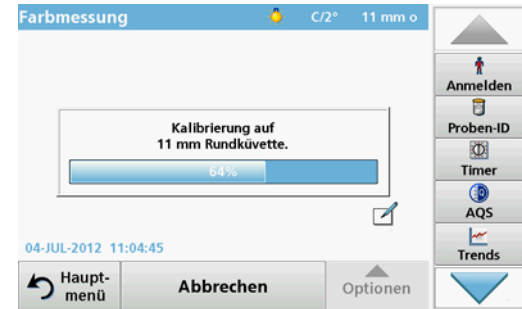 Farbmessung C/2° 11 mm o
Kalibrierung auf
11 mm Rundküvette.
64%
04-JUL-2012 11:04:45
Haupt-
menü
Abbrechen
Optionen
Anmelden
Proben-ID
Timer
AQS
Trends